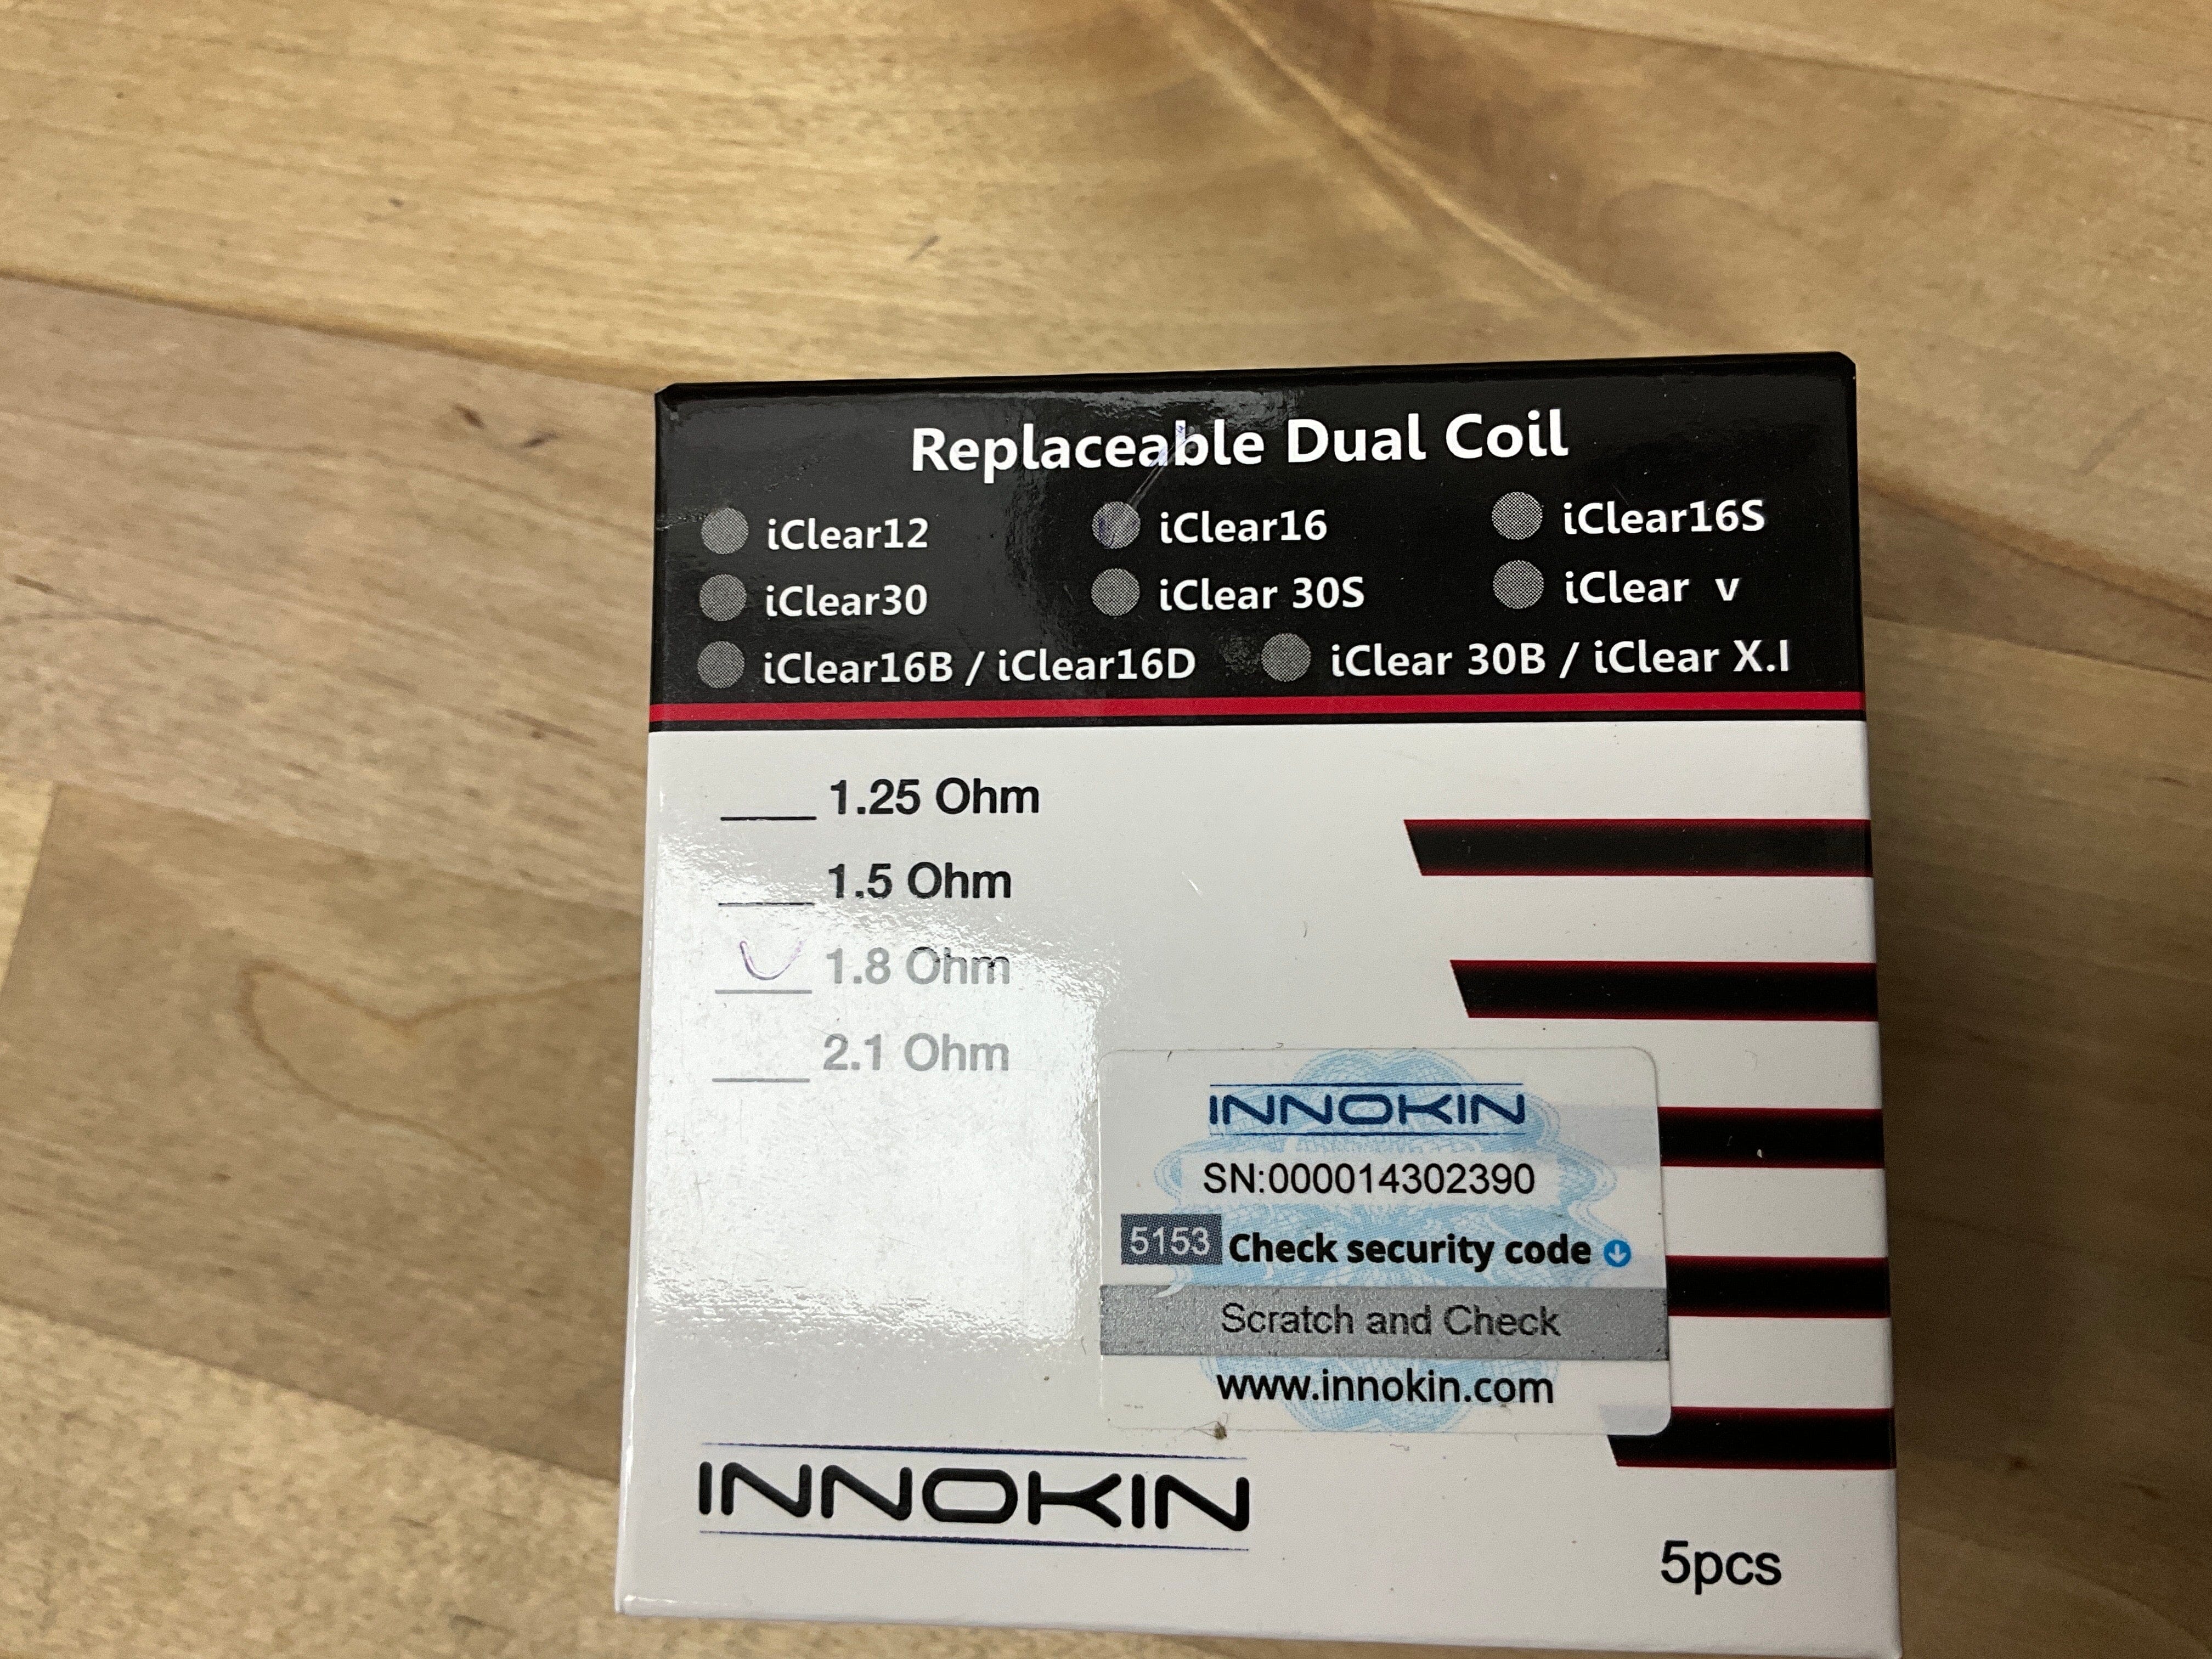 Replaceable Dual Coil
iClear12 iClear16 iClear16S
iClear30 iClear 30S iClear v
iClear16B / iClear16D iClear 30B / iClear X.I
1.25 Ohm
1.5 Ohm
1.8 Ohm
2.1 Ohm
INNOKIN
SN:000014302390
5153 Check security code
Scratch and Check
www.innokin.com
INNOKIN
5pcs